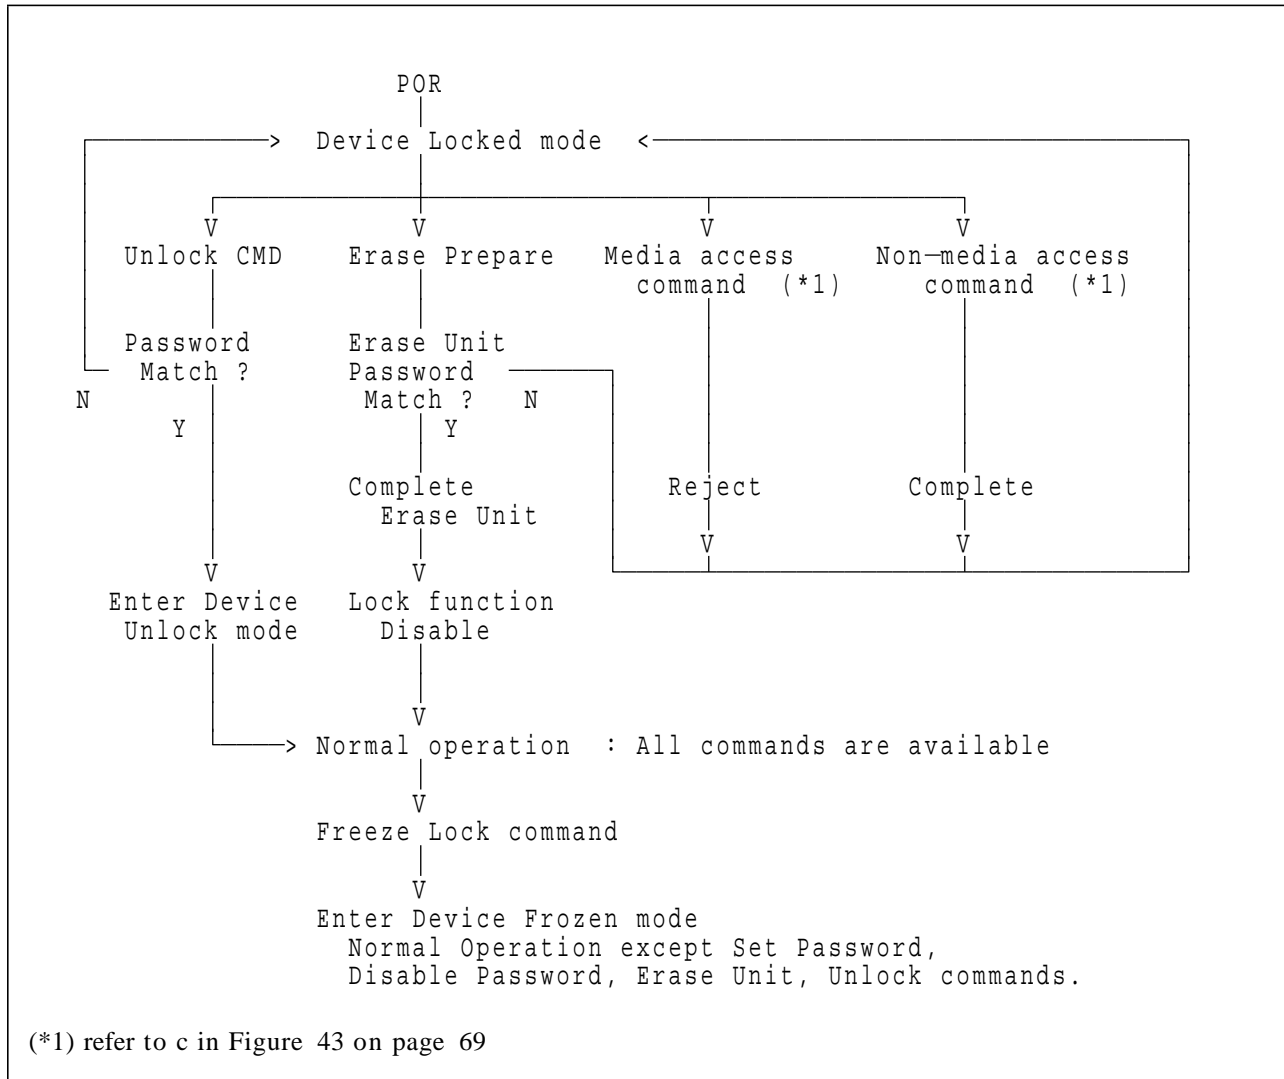 POR
> Device Locked mode <
V V V V
Unlock CMD Erase Prepare Media access Non-media access
command (*1) command (*1)
Password Erase Unit
Match ? Password
N Match ? N
Y Y
Complete Reject Complete
Erase Unit
V V
V V
Enter Device Lock function
Unlock mode Disable
V
> Normal operation : All commands are available
V
Freeze Lock command
V
Enter Device Frozen mode
Normal Operation except Set Password,
Disable Password, Erase Unit, Unlock commands.
(*1) refer to c in Figure 43 on page 69